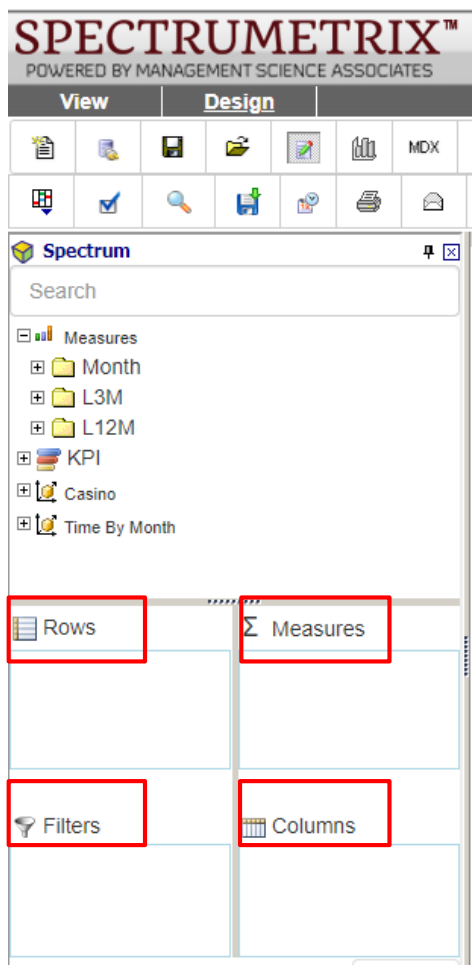 SPECTRUMETRIX™
POWERED BY MANAGEMENT SCIENCE ASSOCIATES
View Design
MDX
Spectrum
Search
Measures
Month
L3M
L12M
KPI
Casino
Time By Month
Rows Σ Measures
Filters Columns